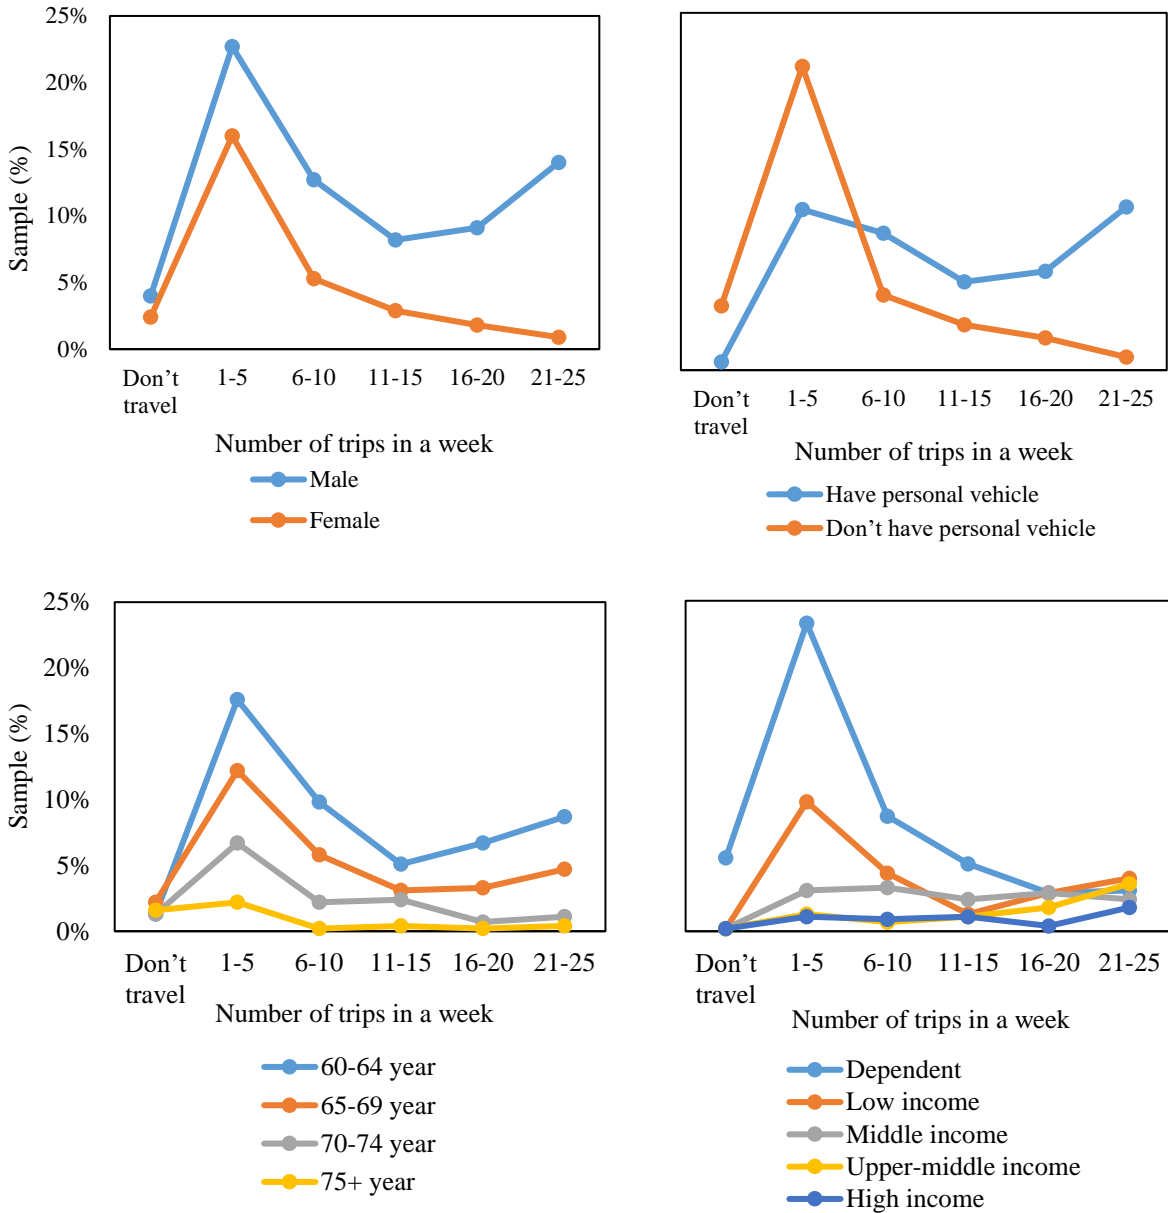 25%
20%
15%
10%
5%
0%
Sample (%)
Don’t travel
1-5
6-10
11-15
16-20
21-25
Number of trips in a week
Male
Female
Don’t travel
1-5
6-10
11-15
16-20
21-25
Number of trips in a week
Have personal vehicle
Don’t have personal vehicle
25%
20%
15%
10%
5%
0%
Sample (%)
Don’t travel
1-5
6-10
11-15
16-20
21-25
Number of trips in a week
60-64 year
65-69 year
70-74 year
75+ year
Don’t travel
1-5
6-10
11-15
16-20
21-25
Number of trips in a week
Dependent
Low income
Middle income
Upper-middle income
High income